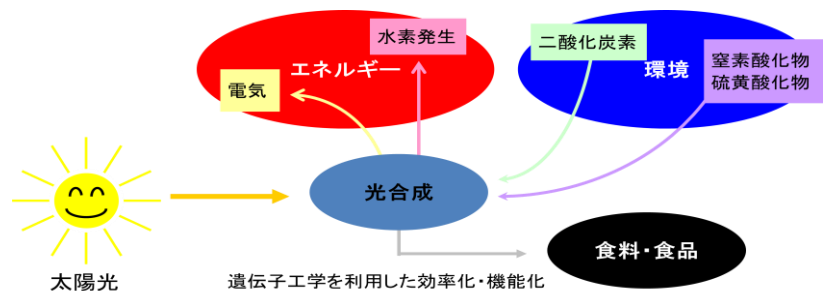 水素発生
エネルギー
電気
二酸化炭素
環境
窒素酸化物
硫黄酸化物
光合成
食料・食品
太陽光
遺伝子工学を利用した効率化・機能化